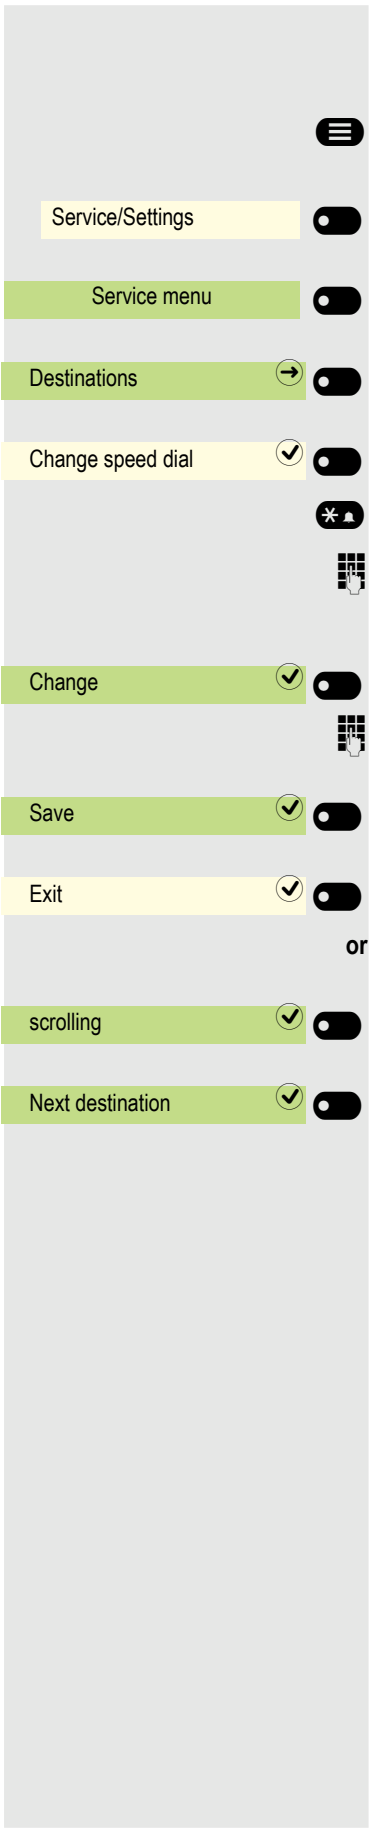 Service/Settings
Service menu
Destinations
Change speed dial
Change
Save
Exit
or
scrolling
Next destination